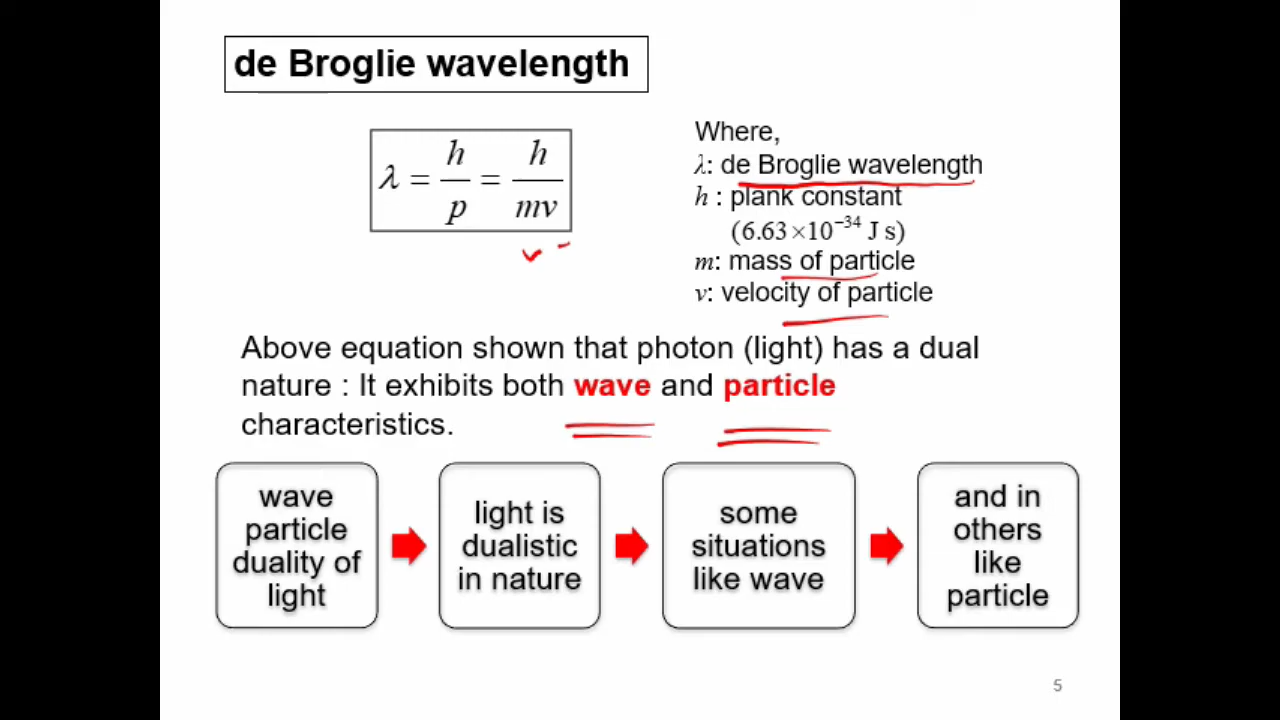 de Broglie wavelength
λ = h/p = h/mv
Where,
λ: de Broglie wavelength
h : plank constant
(6.63×10⁻³⁴ J s)
m: mass of particle
v: velocity of particle
Above equation shown that photon (light) has a dual
nature : It exhibits both wave and particle
characteristics.
wave
particle
duality of
light
light is
dualistic
in nature
some
situations
like wave
and in
others
like
particle
5